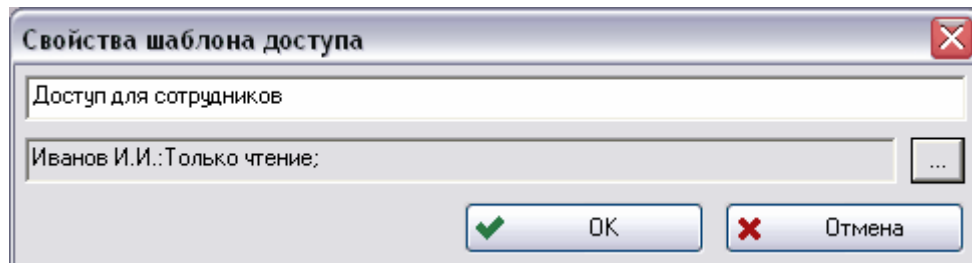 Свойства шаблона доступа
Доступ для сотрудников
Иванов И.И.:Только чтение;
...
OK
Отмена